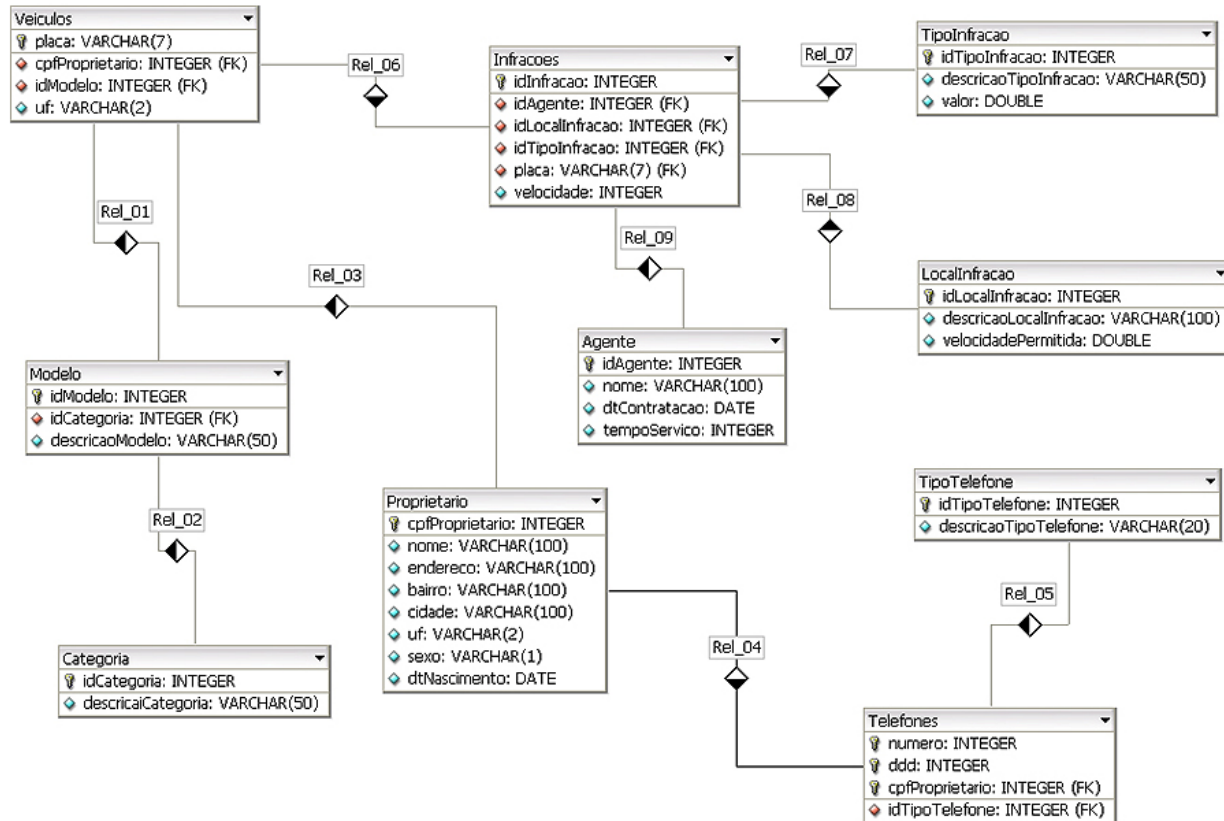 Veiculos
placa: VARCHAR(7)
cpfProprietario: INTEGER (FK)
idModelo: INTEGER (FK)
uf: VARCHAR(2)
Rel_06
Infracoes
idInfracao: INTEGER
idAgente: INTEGER (FK)
idLocalInfracao: INTEGER (FK)
idTipoInfracao: INTEGER (FK)
placa: VARCHAR(7) (FK)
velocidade: INTEGER
Rel_07
TipoInfracao
idTipoInfracao: INTEGER
descricaoTipoInfracao: VARCHAR(50)
valor: DOUBLE
Rel_01
Rel_03
Rel_09
Rel_08
LocalInfracao
idLocalInfracao: INTEGER
descricaoLocalInfracao: VARCHAR(100)
velocidadePermitida: DOUBLE
Agente
idAgente: INTEGER
nome: VARCHAR(100)
dtContratacao: DATE
tempoServico: INTEGER
Modelo
idModelo: INTEGER
idCategoria: INTEGER (FK)
descricaoModelo: VARCHAR(50)
Rel_02
Proprietario
cpfProprietario: INTEGER
nome: VARCHAR(100)
endereco: VARCHAR(100)
bairro: VARCHAR(100)
cidade: VARCHAR(100)
uf: VARCHAR(2)
sexo: VARCHAR(1)
dtNascimento: DATE
TipoTelefone
idTipoTelefone: INTEGER
descricaoTipoTelefone: VARCHAR(20)
Rel_05
Rel_04
Categoria
idCategoria: INTEGER
descricaiCategoria: VARCHAR(50)
Telefones
numero: INTEGER
ddd: INTEGER
cpfProprietario: INTEGER (FK)
idTipoTelefone: INTEGER (FK)